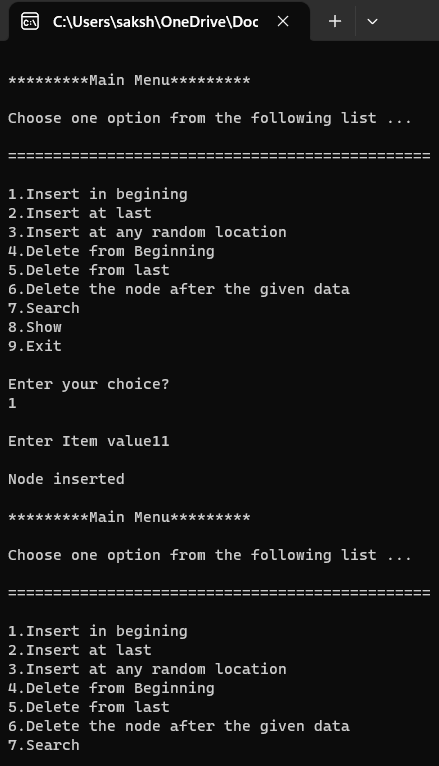 C:\Users\saksh\OneDrive\Doc
*********Main Menu*********
Choose one option from the following list ...
===============================================
1.Insert in begining
2.Insert at last
3.Insert at any random location
4.Delete from Beginning
5.Delete from last
6.Delete the node after the given data
7.Search
8.Show
9.Exit
Enter your choice?
1
Enter Item value11
Node inserted
*********Main Menu*********
Choose one option from the following list ...
===============================================
1.Insert in begining
2.Insert at last
3.Insert at any random location
4.Delete from Beginning
5.Delete from last
6.Delete the node after the given data
7.Search